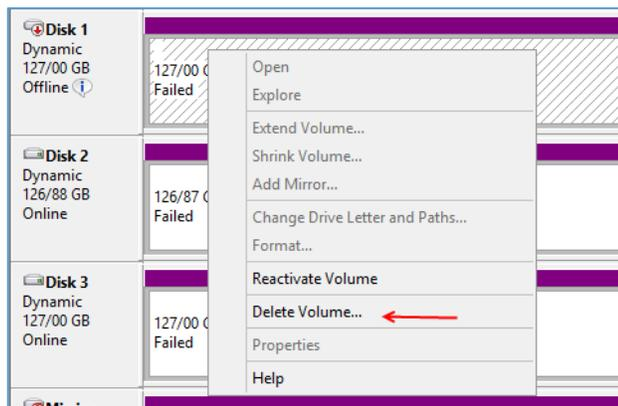 Disk 1
Dynamic
127/00 GB
Offline
127/00
Failed
Open
Explore
Extend Volume...
Shrink Volume...
Add Mirror...
Change Drive Letter and Paths...
Format...
Reactivate Volume
Delete Volume...
Properties
Help
Disk 2
Dynamic
126/88 GB
Online
126/87
Failed
Disk 3
Dynamic
127/00 GB
Online
127/00
Failed